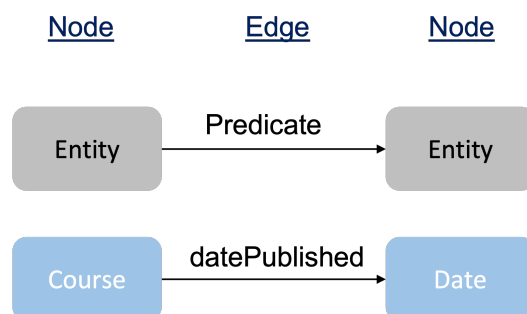 Node Edge Node
Predicate
Entity Entity
datePublished
Course Date